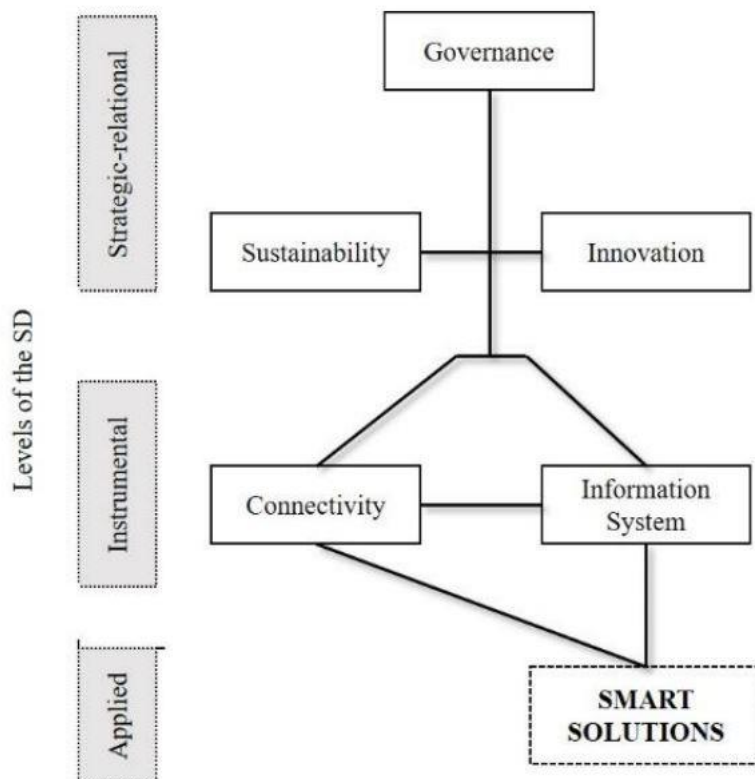 Levels of the SD
Strategic-relational
Governance
Sustainability
Innovation
Instrumental
Connectivity
Information
System
Applied
SMART
SOLUTIONS